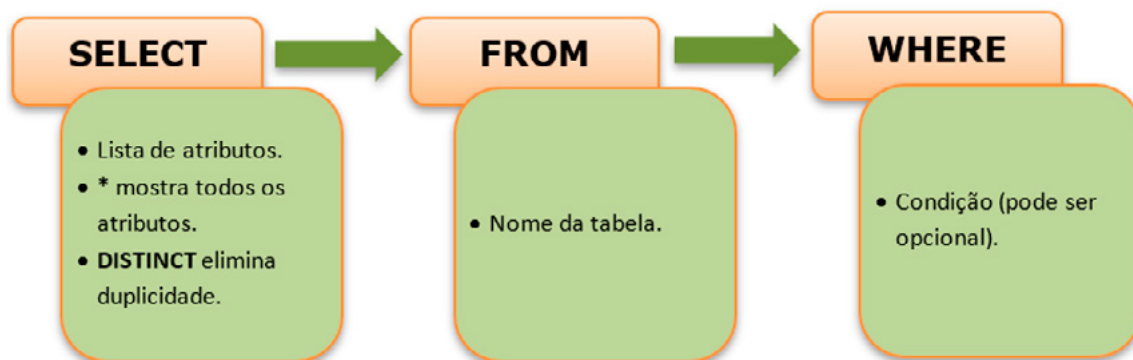 SELECT
• Lista de atributos.
• * mostra todos os
atributos.
• DISTINCT elimina
duplicidade.
FROM
• Nome da tabela.
WHERE
• Condição (pode ser
opcional).